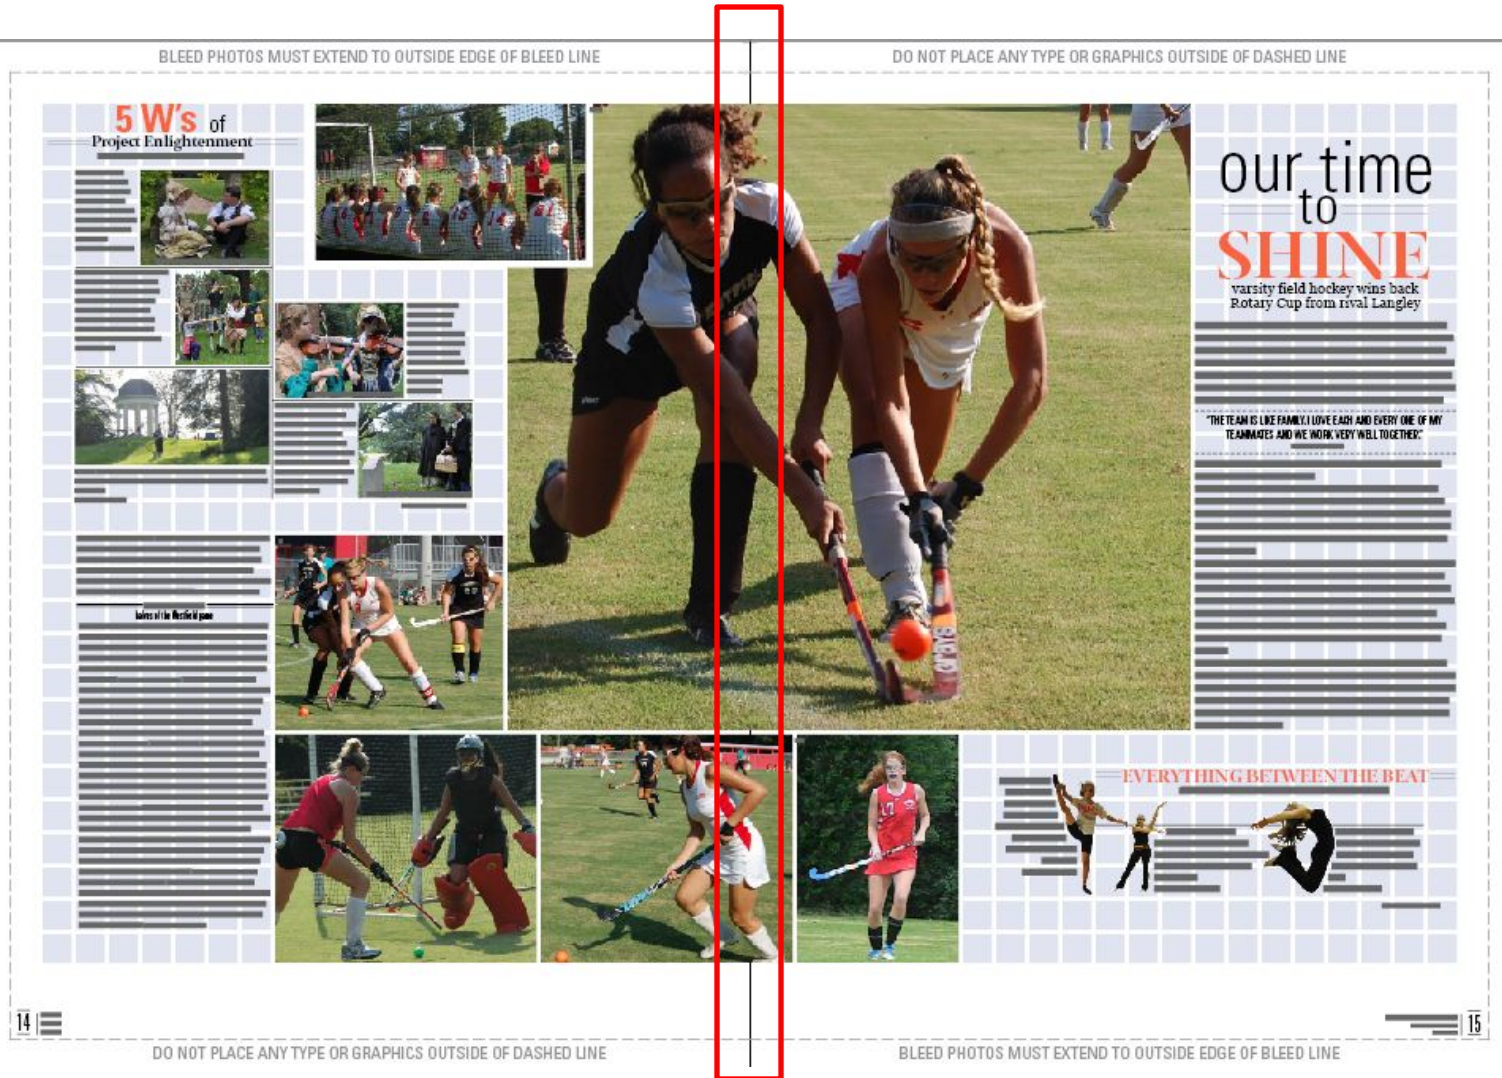 BLEED PHOTOS MUST EXTEND TO OUTSIDE EDGE OF BLEED LINE
DO NOT PLACE ANY TYPE OR GRAPHICS OUTSIDE OF DASHED LINE
5 W's of
Project Enlightenment
our time
to
SHINE
varsity field hockey wins back
Rotary Cup from rival Langley
"THE TEAM IS LIKE FAMILY. I LOVE EACH AND EVERY ONE OF MY
TEAMMATES AND WE WORK VERY WELL TOGETHER."
EVERYTHING BETWEEN THE BEAT
14
15
DO NOT PLACE ANY TYPE OR GRAPHICS OUTSIDE OF DASHED LINE
BLEED PHOTOS MUST EXTEND TO OUTSIDE EDGE OF BLEED LINE